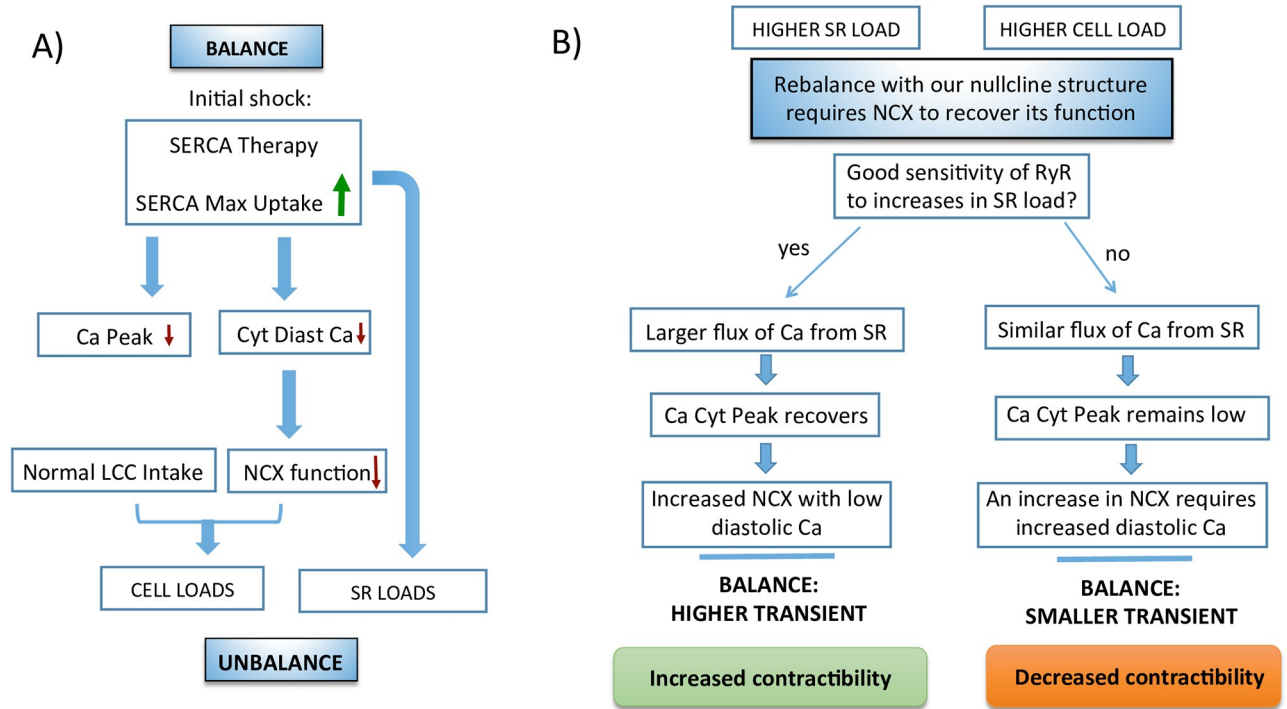 A)
BALANCE
Initial shock:
SERCA Therapy
SERCA Max Uptake
Ca Peak
Cyt Diast Ca
Normal LCC Intake
NCX function
CELL LOADS
SR LOADS
UNBALANCE
B)
HIGHER SR LOAD
HIGHER CELL LOAD
Rebalance with our nullcline structure
requires NCX to recover its function
Good sensitivity of RyR
to increases in SR load?
yes
no
Larger flux of Ca from SR
Similar flux of Ca from SR
Ca Cyt Peak recovers
Ca Cyt Peak remains low
Increased NCX with low
diastolic Ca
An increase in NCX requires
increased diastolic Ca
BALANCE:
HIGHER TRANSIENT
BALANCE:
SMALLER TRANSIENT
Increased contractibility
Decreased contractibility